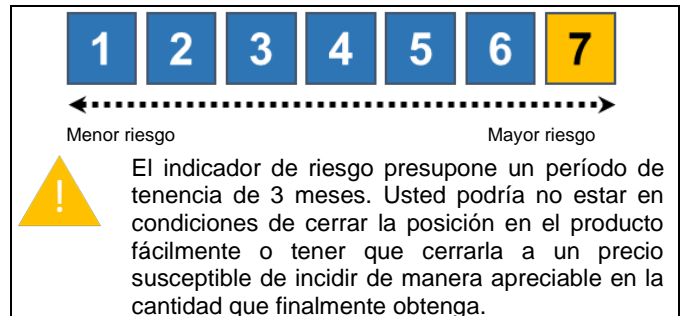 1 2 3 4 5 6 7
Menor riesgo Mayor riesgo
!
El indicador de riesgo presupone un período de
tenencia de 3 meses. Usted podría no estar en
condiciones de cerrar la posición en el producto
fácilmente o tener que cerrarla a un precio
susceptible de incidir de manera apreciable en la
cantidad que finalmente obtenga.